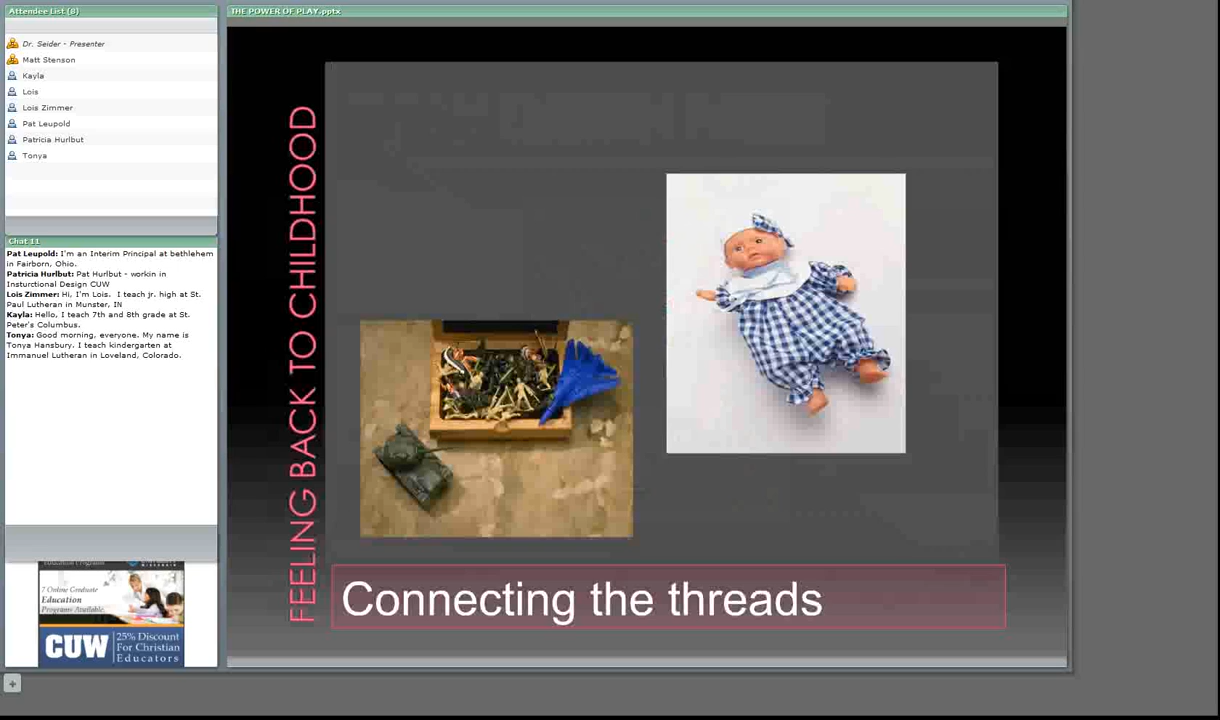 Attendee List (8)
Dr. Seider - Presenter
Matt Stenson
Kayla
Lois
Lois Zimmer
Pat Leupold
Patricia Hurlbut
Tonya
Chat 11
Pat Leupold: I'm an Interim Principal at bethlehem
in Fairborn, Ohio.
Patricia Hurlbut: Pat Hurlbut - workin in
Insturctional Design CUW
Lois Zimmer: Hi, I'm Lois. I teach jr. high at St.
Paul Lutheran in Munster, IN
Kayla: Hello, I teach 7th and 8th grade at St.
Peter's Columbus.
Tonya: Good morning, everyone. My name is
Tonya Hansbury. I teach kindergarten at
Immanuel Lutheran in Loveland, Colorado.
7 Online Graduate
Education
Programs Available.
CUW
25% Discount
For Christian
Educators
THE POWER OF PLAY.pptx
FEELING BACK TO CHILDHOOD
Connecting the threads